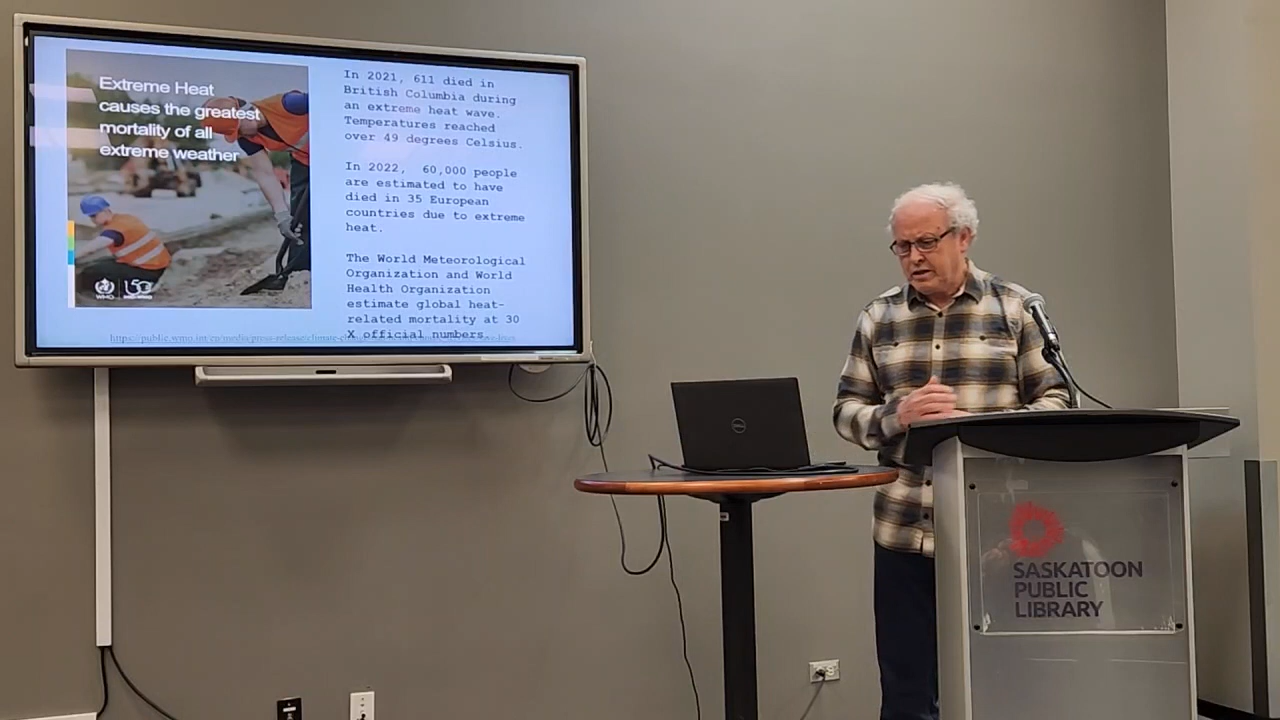 Extreme Heat
causes the greatest
mortality of all
extreme weather
WMO
In 2021, 611 died in
British Columbia during
an extreme heat wave.
Temperatures reached
over 49 degrees Celsius.
In 2022, 60,000 people
are estimated to have
died in 35 European
countries due to extreme
heat.
The World Meteorological
Organization and World
Health Organization
estimate global heat-
related mortality at 30
X official numbers
DELL
SASKATOON
PUBLIC
LIBRARY